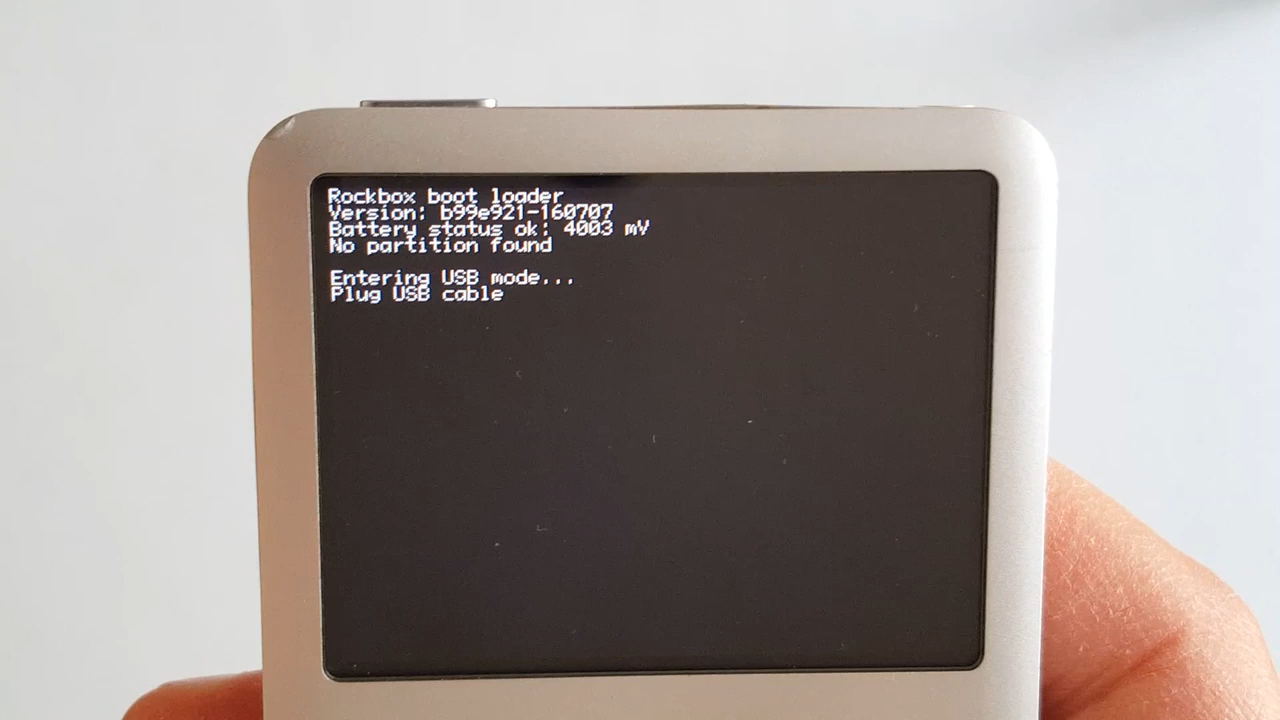 Rockbox boot loader
Version: b99e921-160707
Battery status ok: 4003 mV
No partition found
Entering USB mode...
Plug USB cable